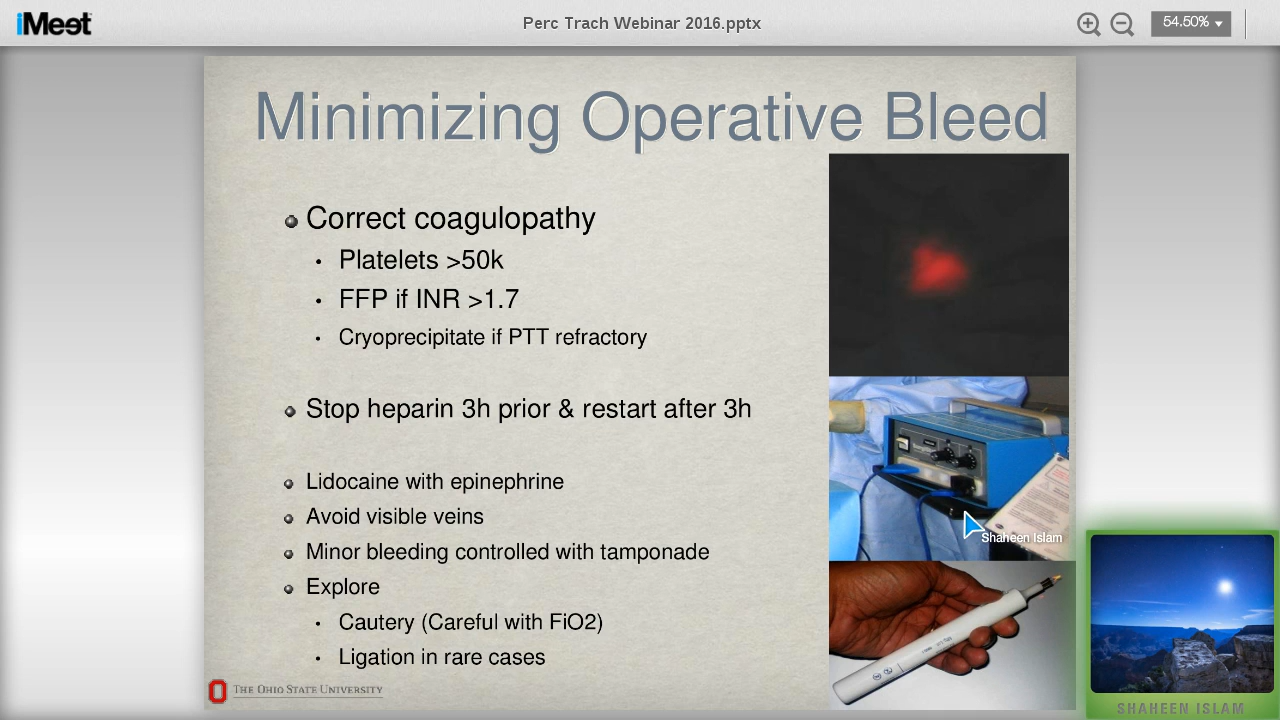 iMeet
Perc Trach Webinar 2016.pptx
54.50%
Minimizing Operative Bleed
Correct coagulopathy
Platelets >50k
FFP if INR >1.7
Cryoprecipitate if PTT refractory
Stop heparin 3h prior & restart after 3h
Lidocaine with epinephrine
Avoid visible veins
Minor bleeding controlled with tamponade
Explore
Cautery (Careful with FiO2)
Ligation in rare cases
Shaheen Islam
THE OHIO STATE UNIVERSITY
SHAHEEN ISLAM